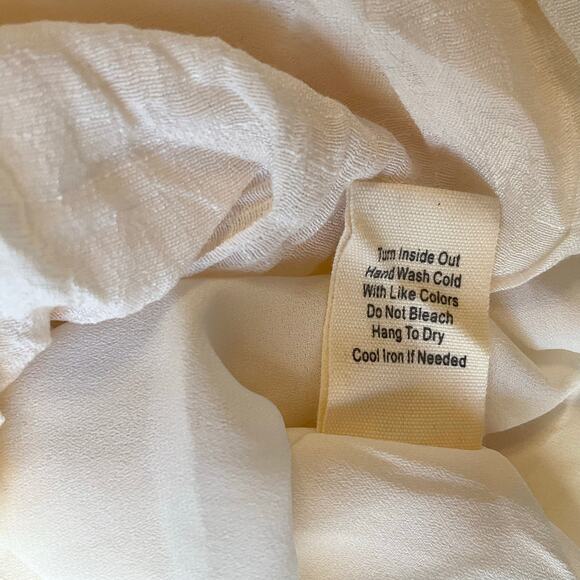 Turn Inside Out
Hand Wash Cold
With Like Colors
Do Not Bleach
Hang To Dry
Cool Iron If Needed